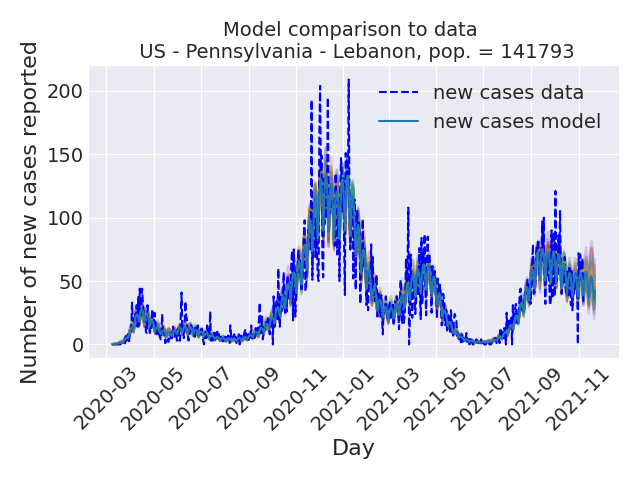 Model comparison to data
US - Pennsylvania - Lebanon, pop. = 141793
Number of new cases reported
200
150
100
50
0
new cases data
new cases model
2020-03
2020-05
2020-07
2020-09
2020-11
2021-01
2021-03
2021-05
2021-07
2021-09
2021-11
Day